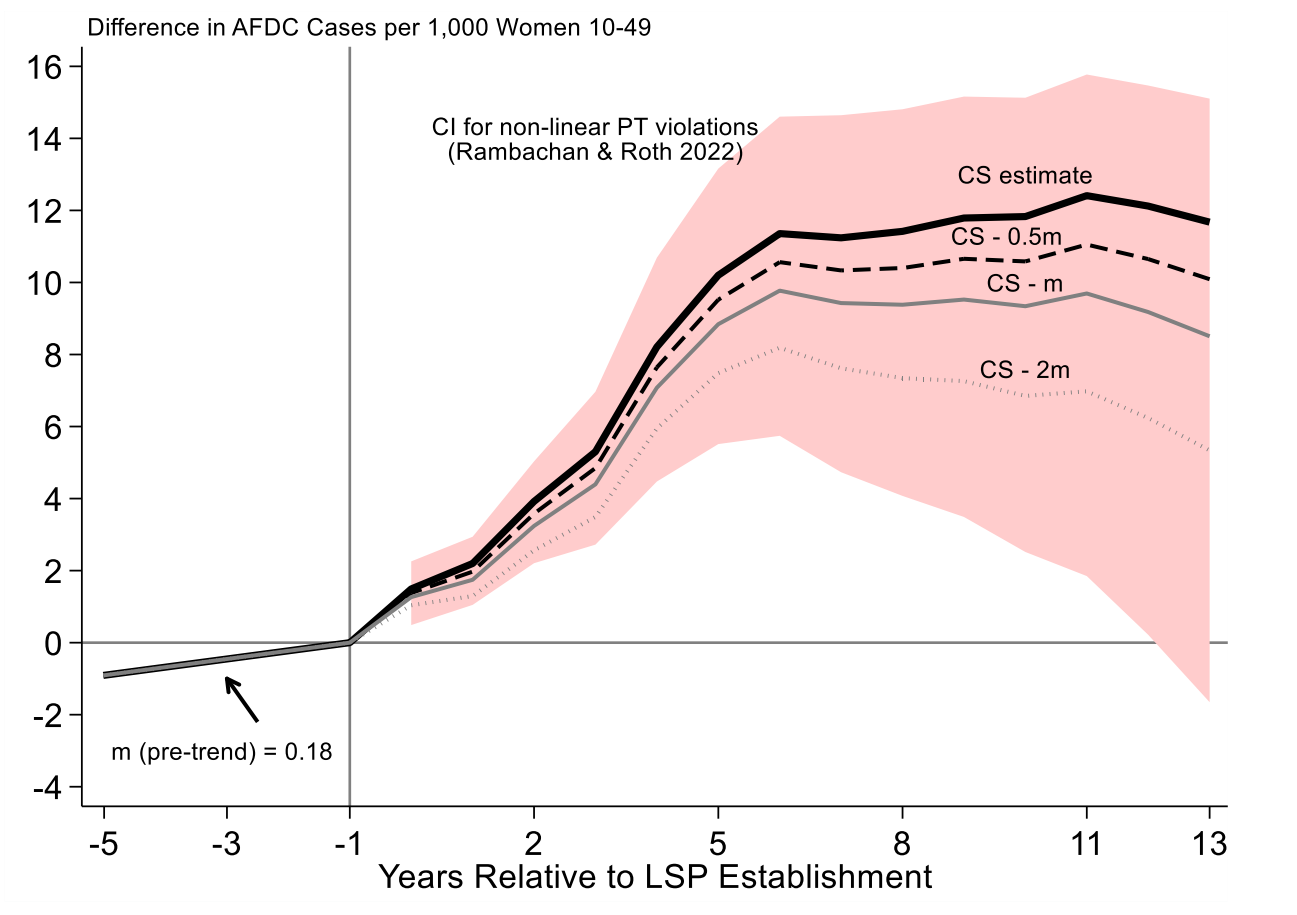 Difference in AFDC Cases per 1,000 Women 10-49
16
14
12
10
8
6
4
2
0
-2
-4
CI for non-linear PT violations
(Rambachan & Roth 2022)
CS estimate
CS - 0.5m
CS - m
CS - 2m
m (pre-trend) = 0.18
-5 -3 -1 2 5 8 11 13
Years Relative to LSP Establishment